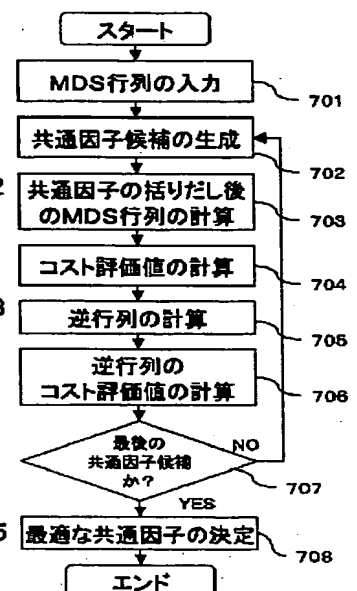 スタート
MDS行列の入力
701
共通因子候補の生成
702
2
共通因子の括りだし後
のMDS行列の計算
703
コスト評価値の計算
704
3
逆行列の計算
705
逆行列の
コスト評価値の計算
706
最後の
共通因子候補
か?
NO
707
YES
5
最適な共通因子の決定
708
エンド